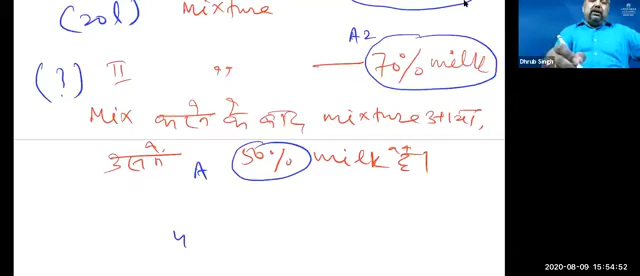 (20l) mixture
A2
(?) II ,, — 70% milk
Mix करने के बाद, mixture आया,
उसमें A 50% milk है।
Dhrub Singh
2020-08-09 15:54:52